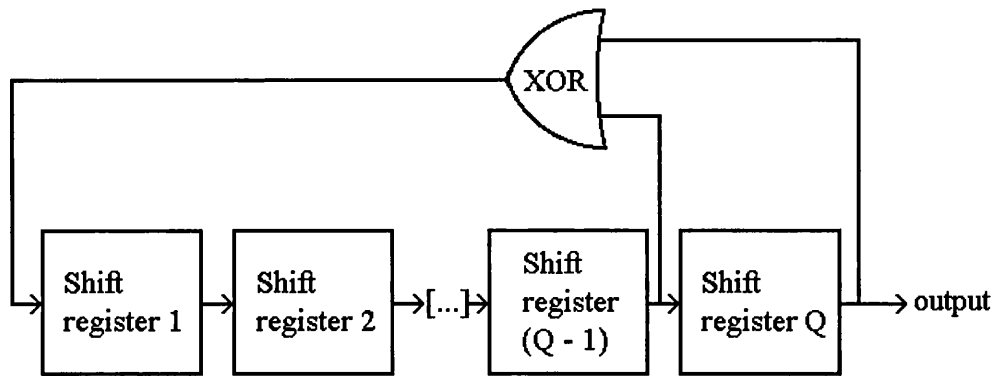 XOR
Shift
register 1
Shift
register 2
[...]
Shift
register
(Q - 1)
Shift
register Q
output